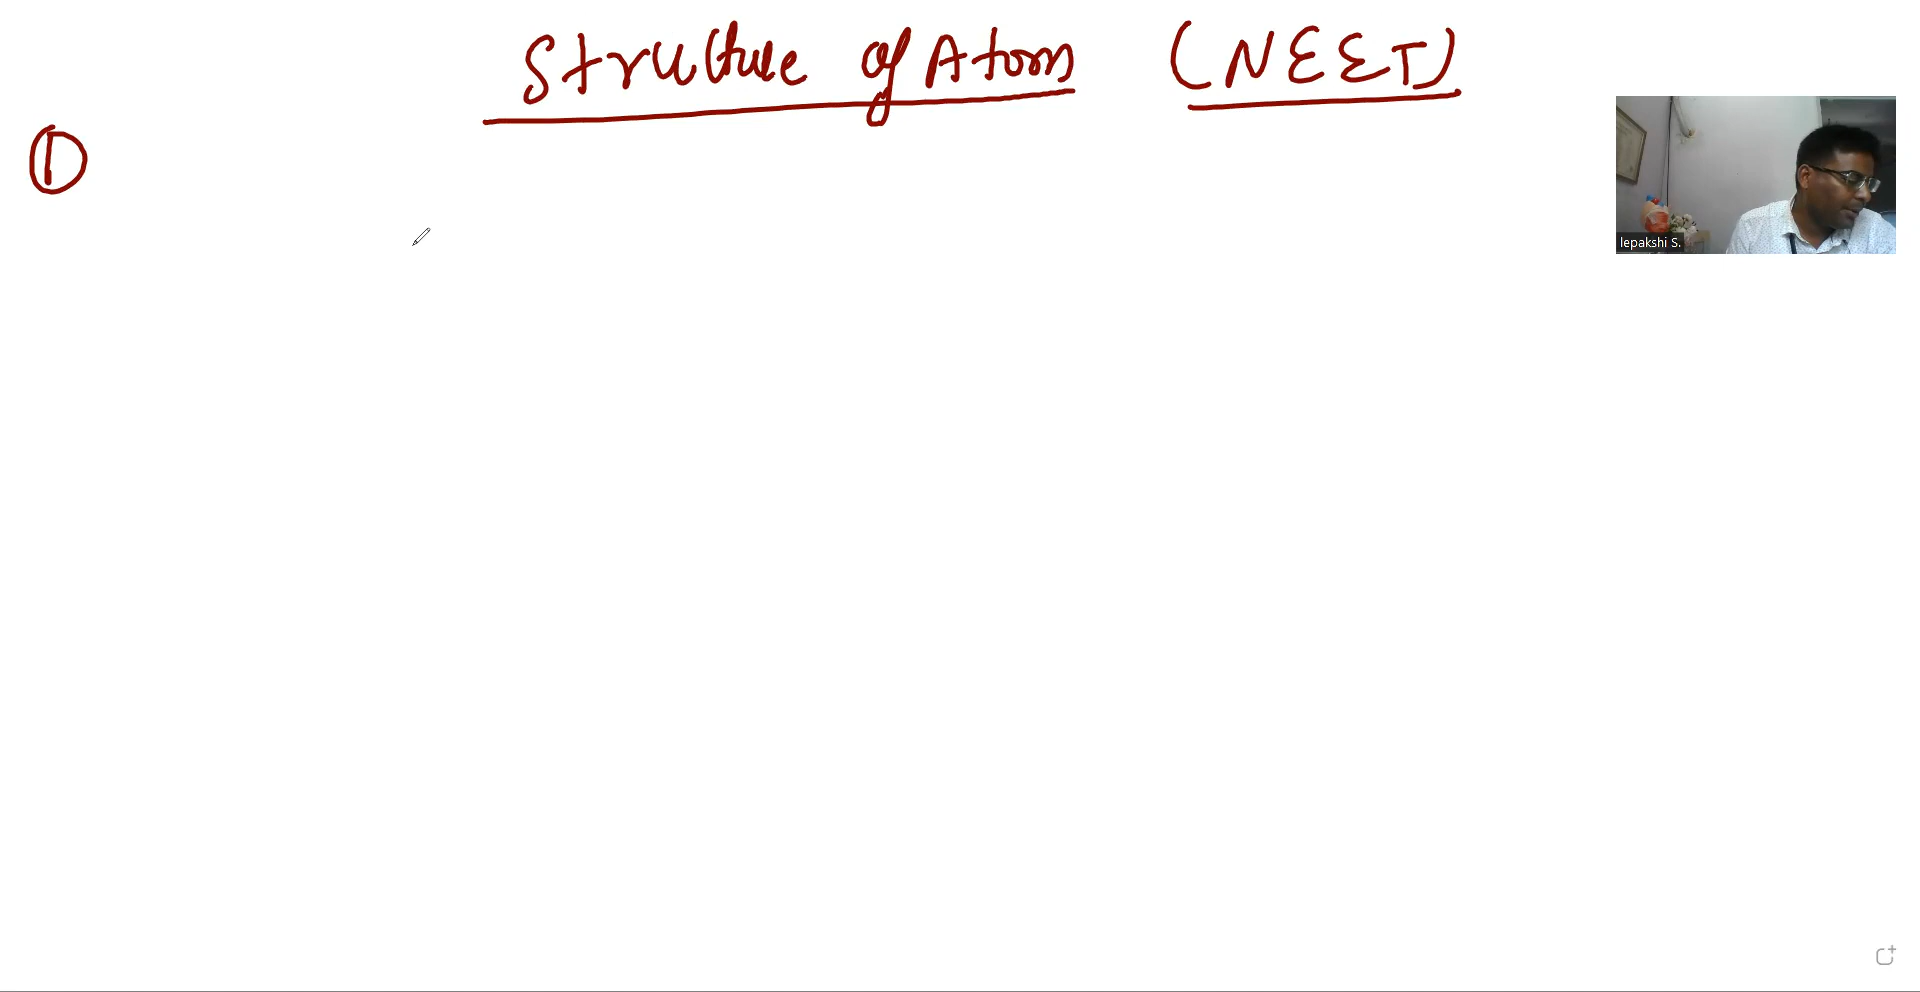 Structure of Atom (NEET)
①
lepakshi S.